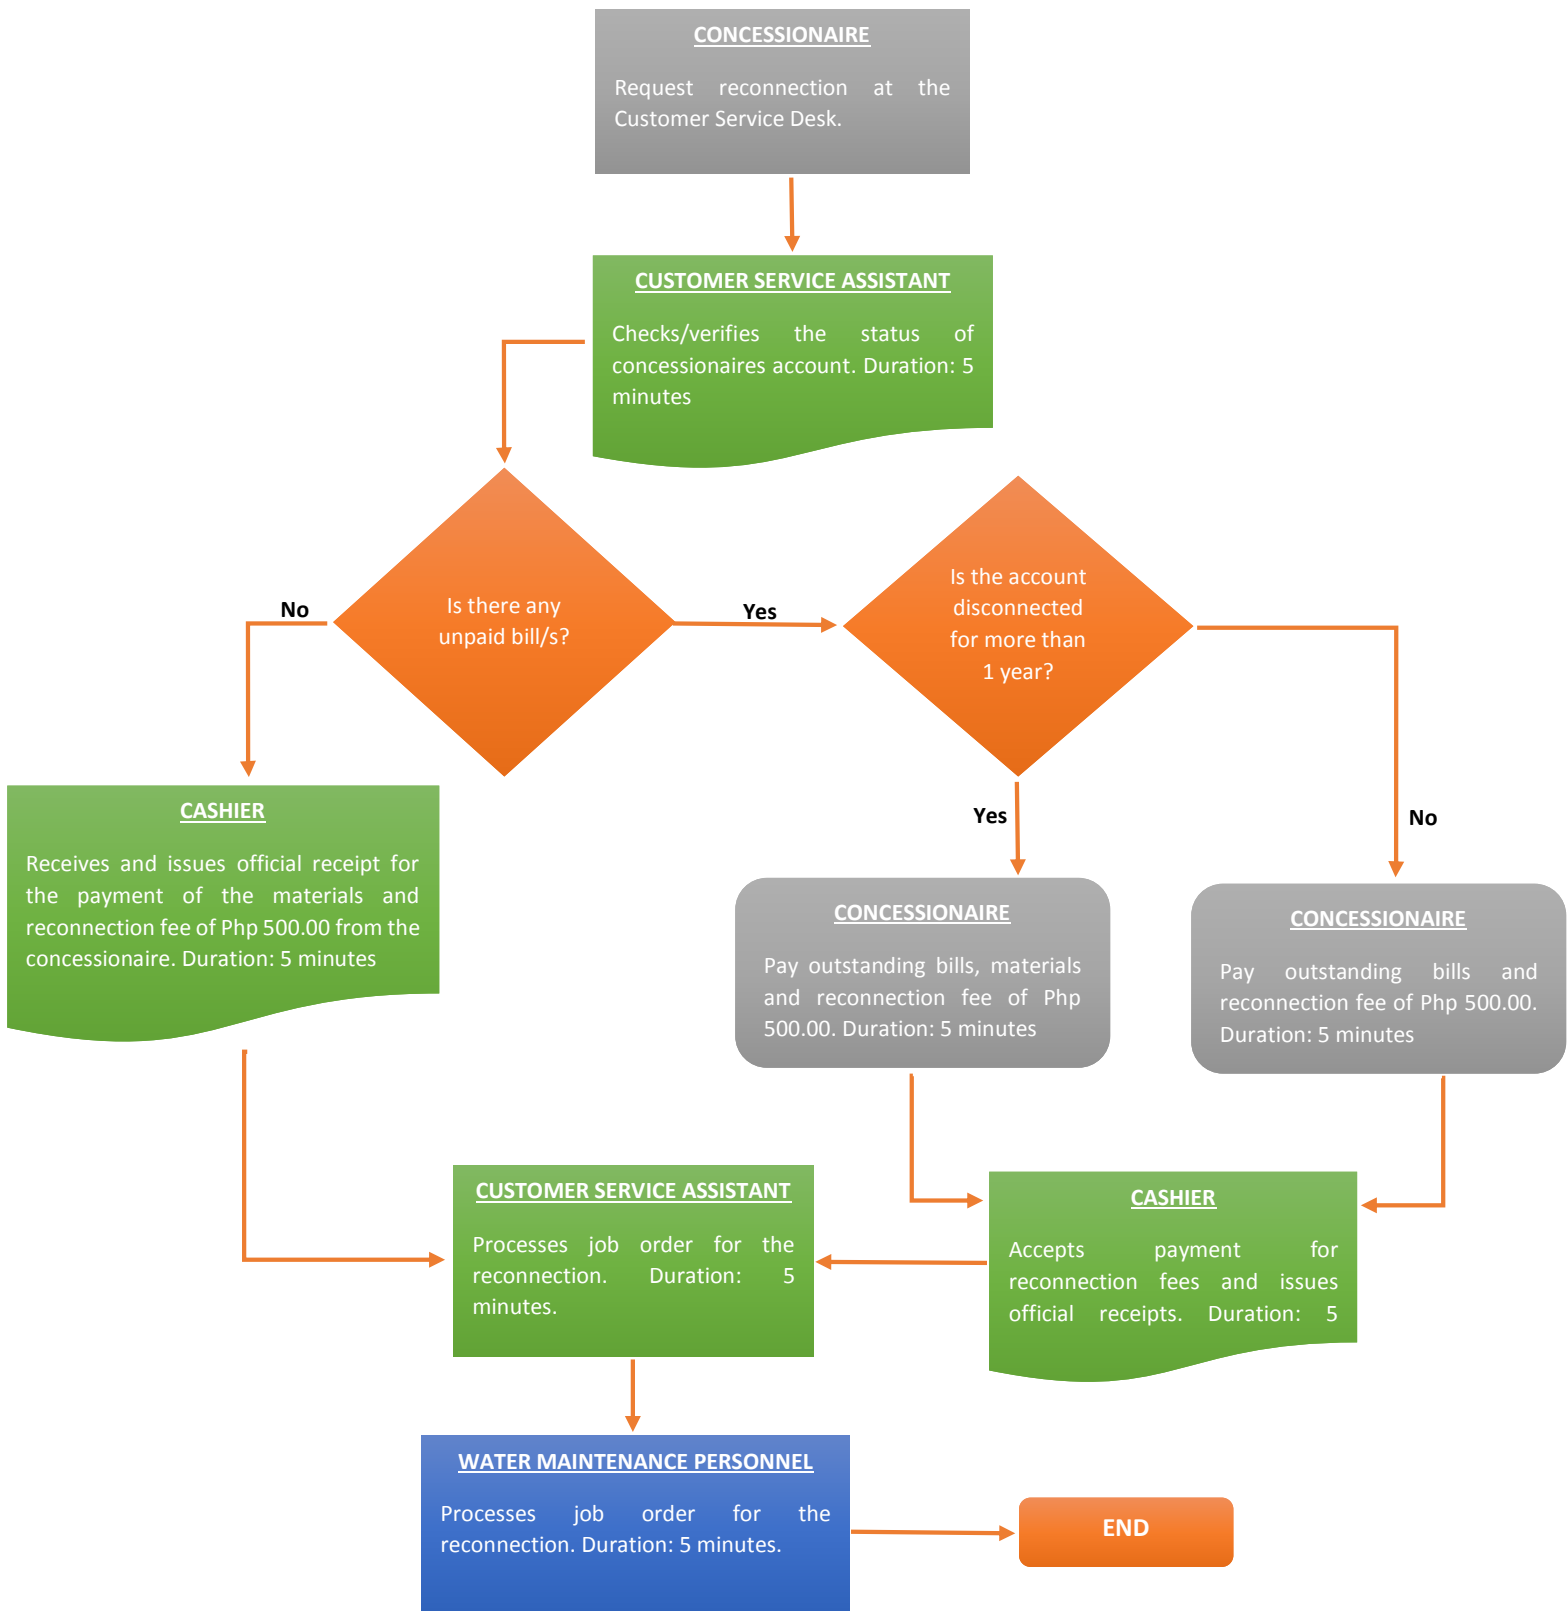 CONCESSIONAIRE
Request reconnection at the
Customer Service Desk.
CUSTOMER SERVICE ASSISTANT
Checks/verifies the status of
concessionaires account. Duration: 5
minutes
Is there any
unpaid bill/s?
No
Yes
Is the account
disconnected
for more than
1 year?
Yes
No
CASHIER
Receives and issues official receipt for
the payment of the materials and
reconnection fee of Php 500.00 from the
concessionaire. Duration: 5 minutes
CONCESSIONAIRE
Pay outstanding bills, materials
and reconnection fee of Php
500.00. Duration: 5 minutes
CONCESSIONAIRE
Pay outstanding bills and
reconnection fee of Php 500.00.
Duration: 5 minutes
CUSTOMER SERVICE ASSISTANT
Processes job order for the
reconnection. Duration: 5
minutes.
CASHIER
Accepts payment for
reconnection fees and issues
official receipts. Duration: 5
WATER MAINTENANCE PERSONNEL
Processes job order for the
reconnection. Duration: 5 minutes.
END